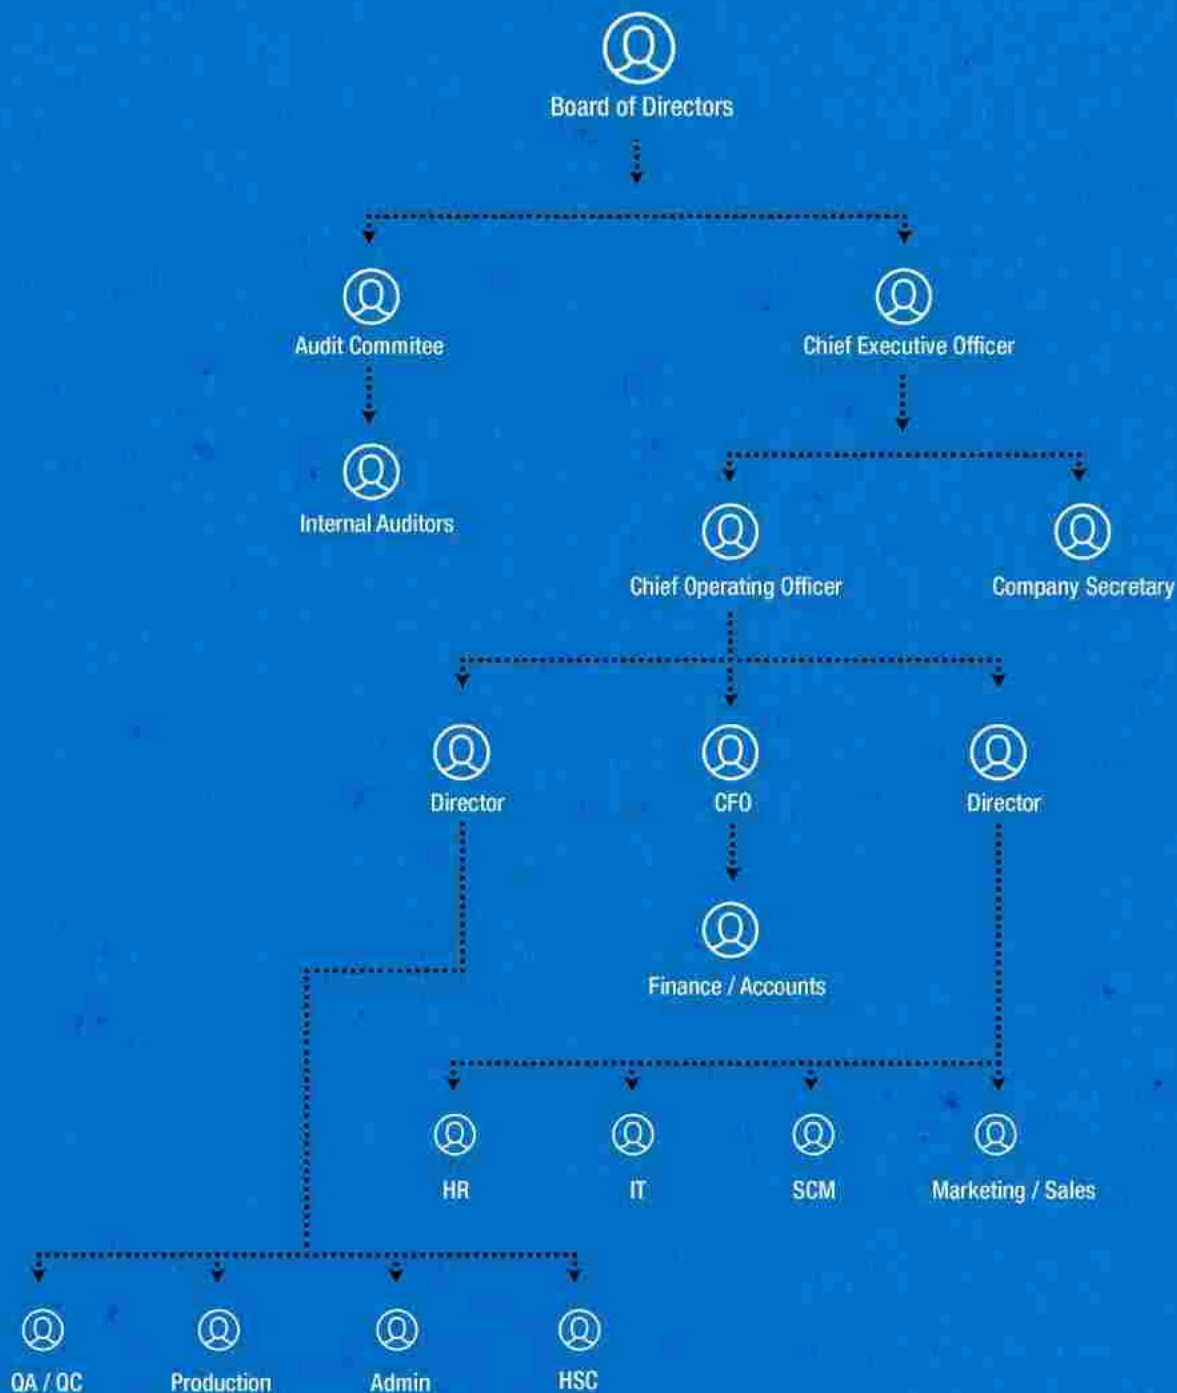 Board of Directors
Audit Commitee
Chief Executive Officer
Internal Auditors
Chief Operating Officer
Company Secretary
Director
CFO
Director
Finance / Accounts
HR
IT
SCM
Marketing / Sales
QA / QC
Production
Admin
HSC